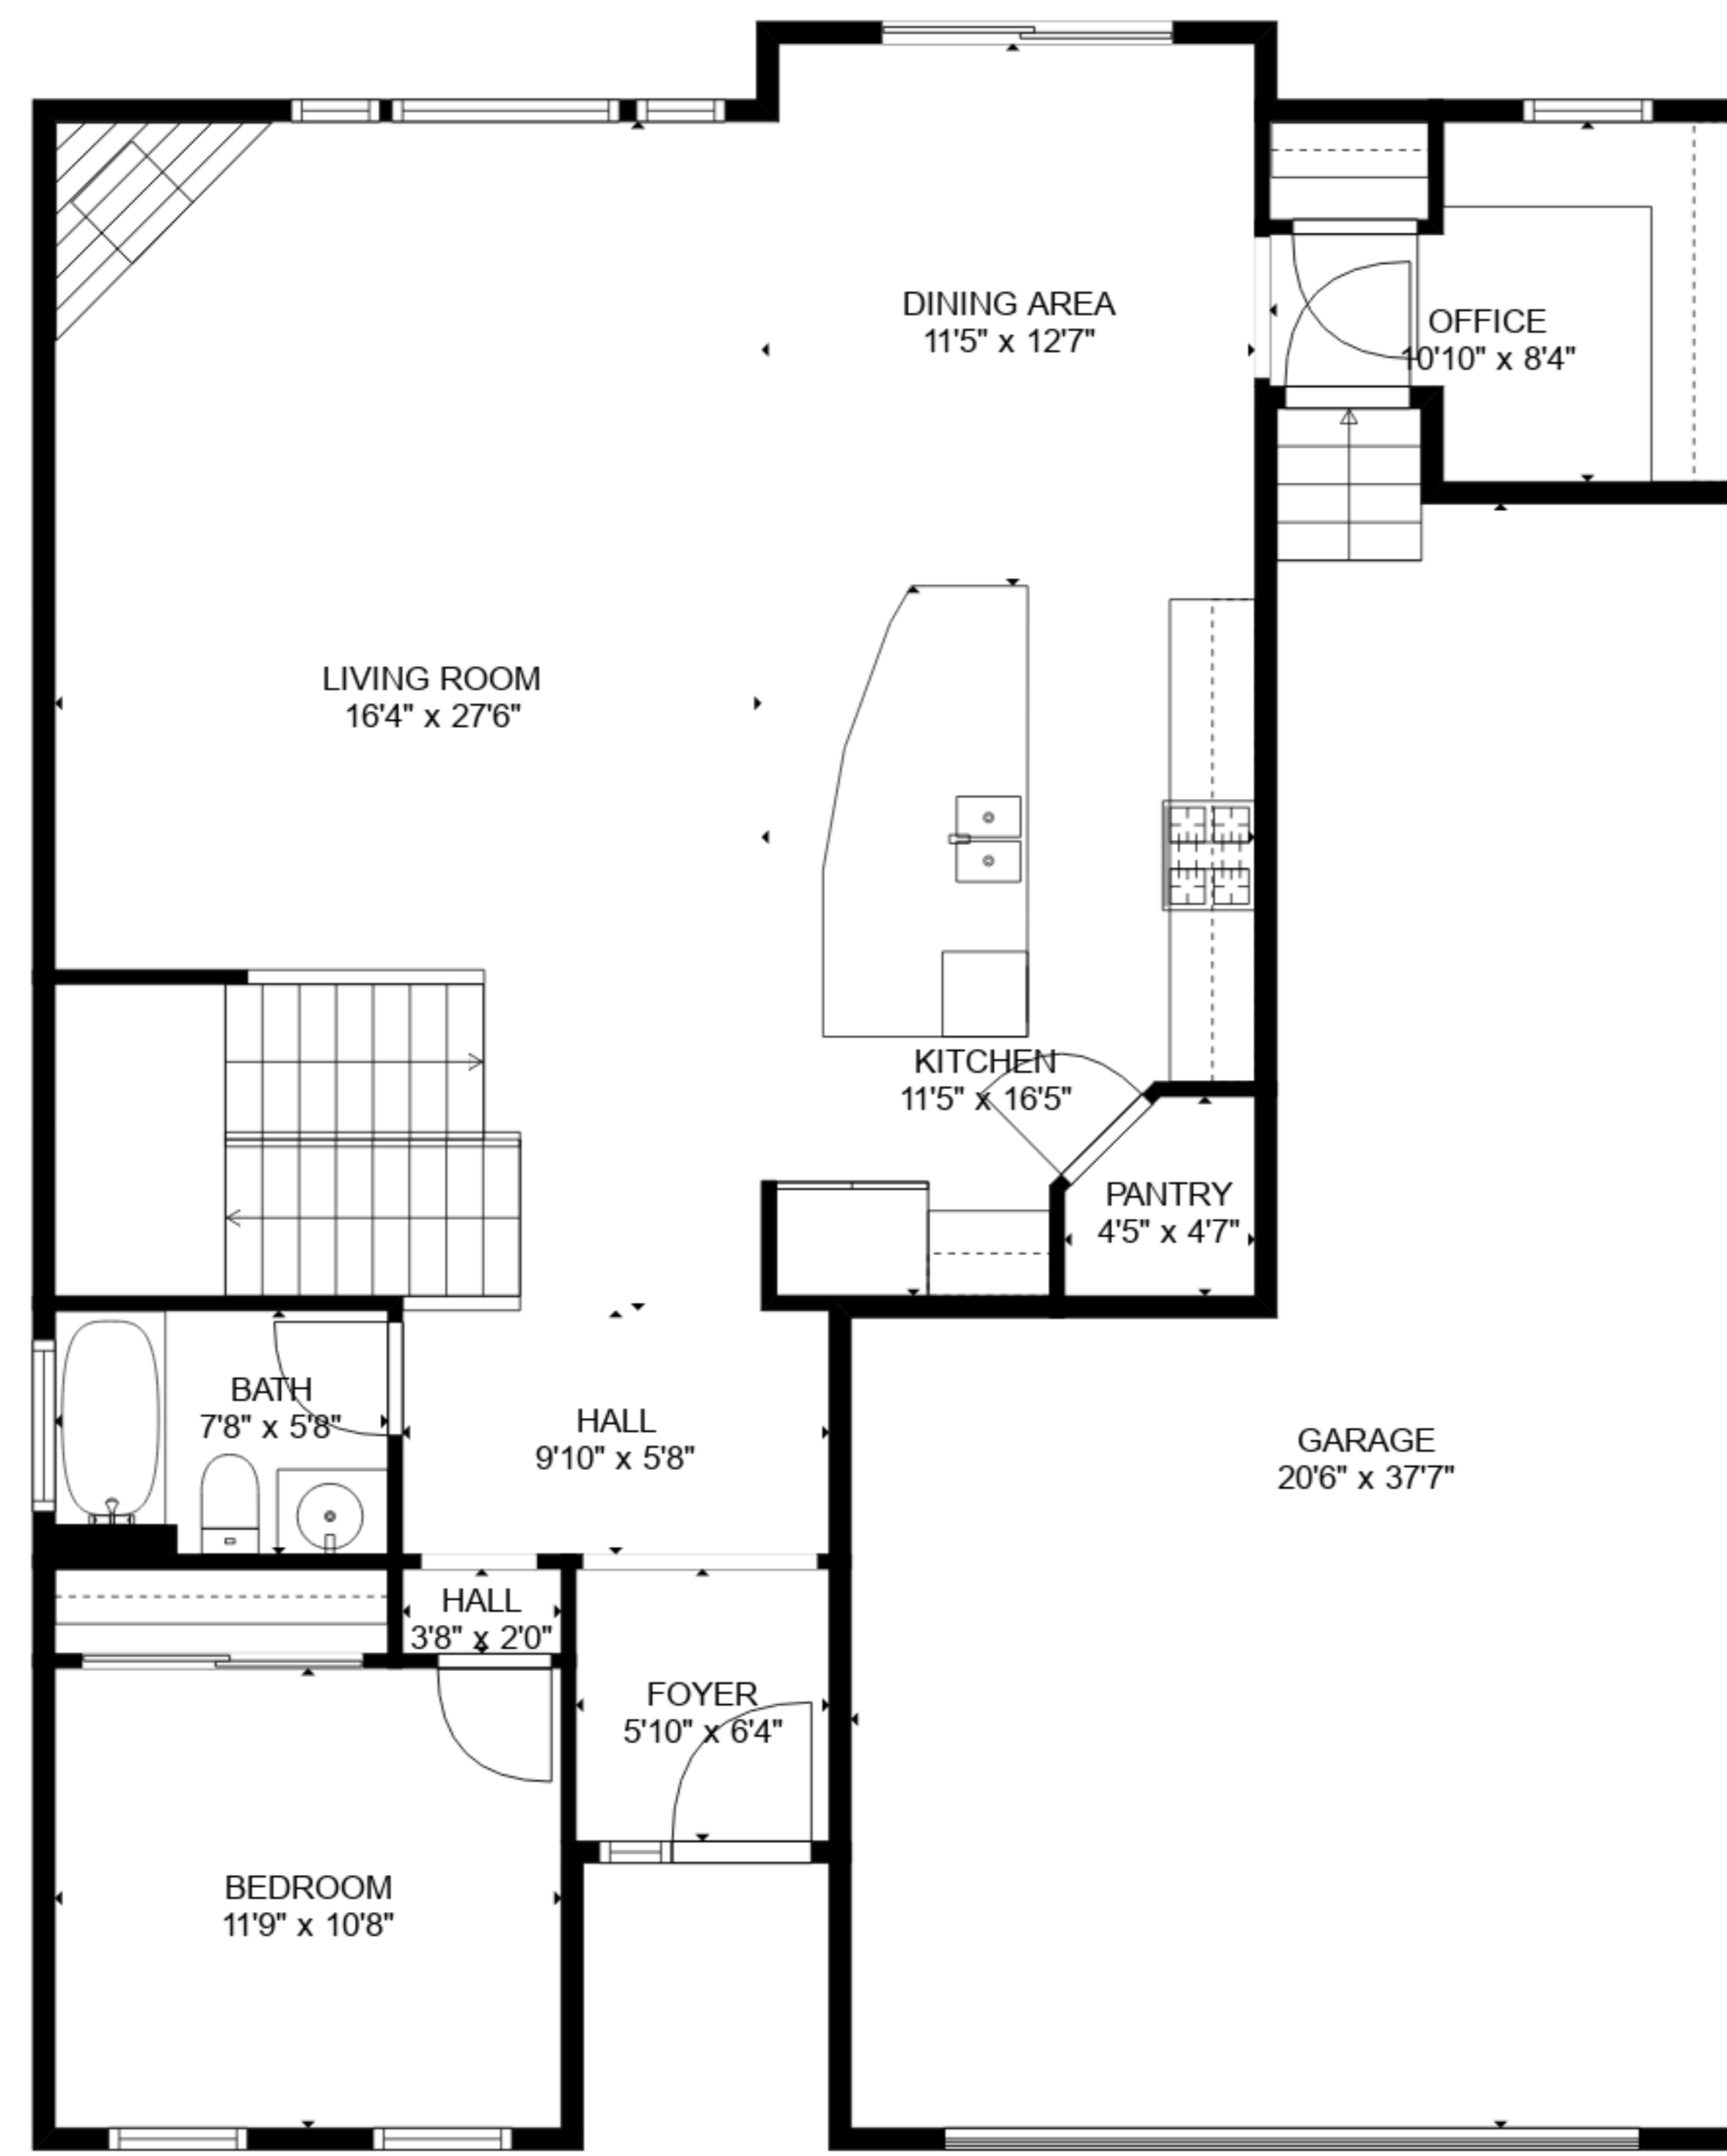 DINING AREA
11'5" x 12'7"
OFFICE
10'10" x 8'4"
LIVING ROOM
16'4" x 27'6"
KITCHEN
11'5" x 16'5"
PANTRY
4'5" x 4'7"
BATH
7'8" x 5'8"
HALL
9'10" x 5'8"
GARAGE
20'6" x 37'7"
HALL
3'8" x 2'0"
FOYER
5'10" x 6'4"
BEDROOM
11'9" x 10'8"